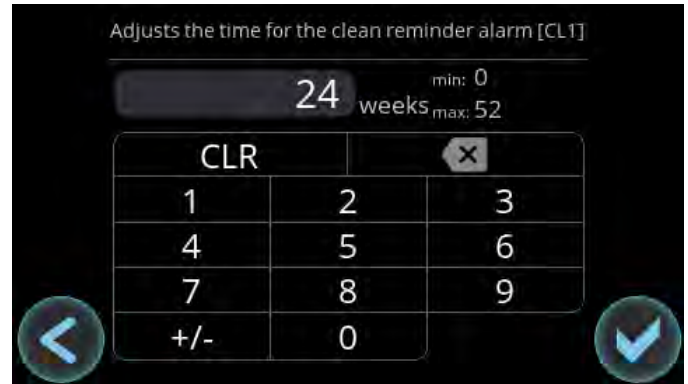 Adjusts the time for the clean reminder alarm [CL1]
24 weeks min: 0
max: 52
CLR
1 2 3
4 5 6
7 8 9
+/- 0